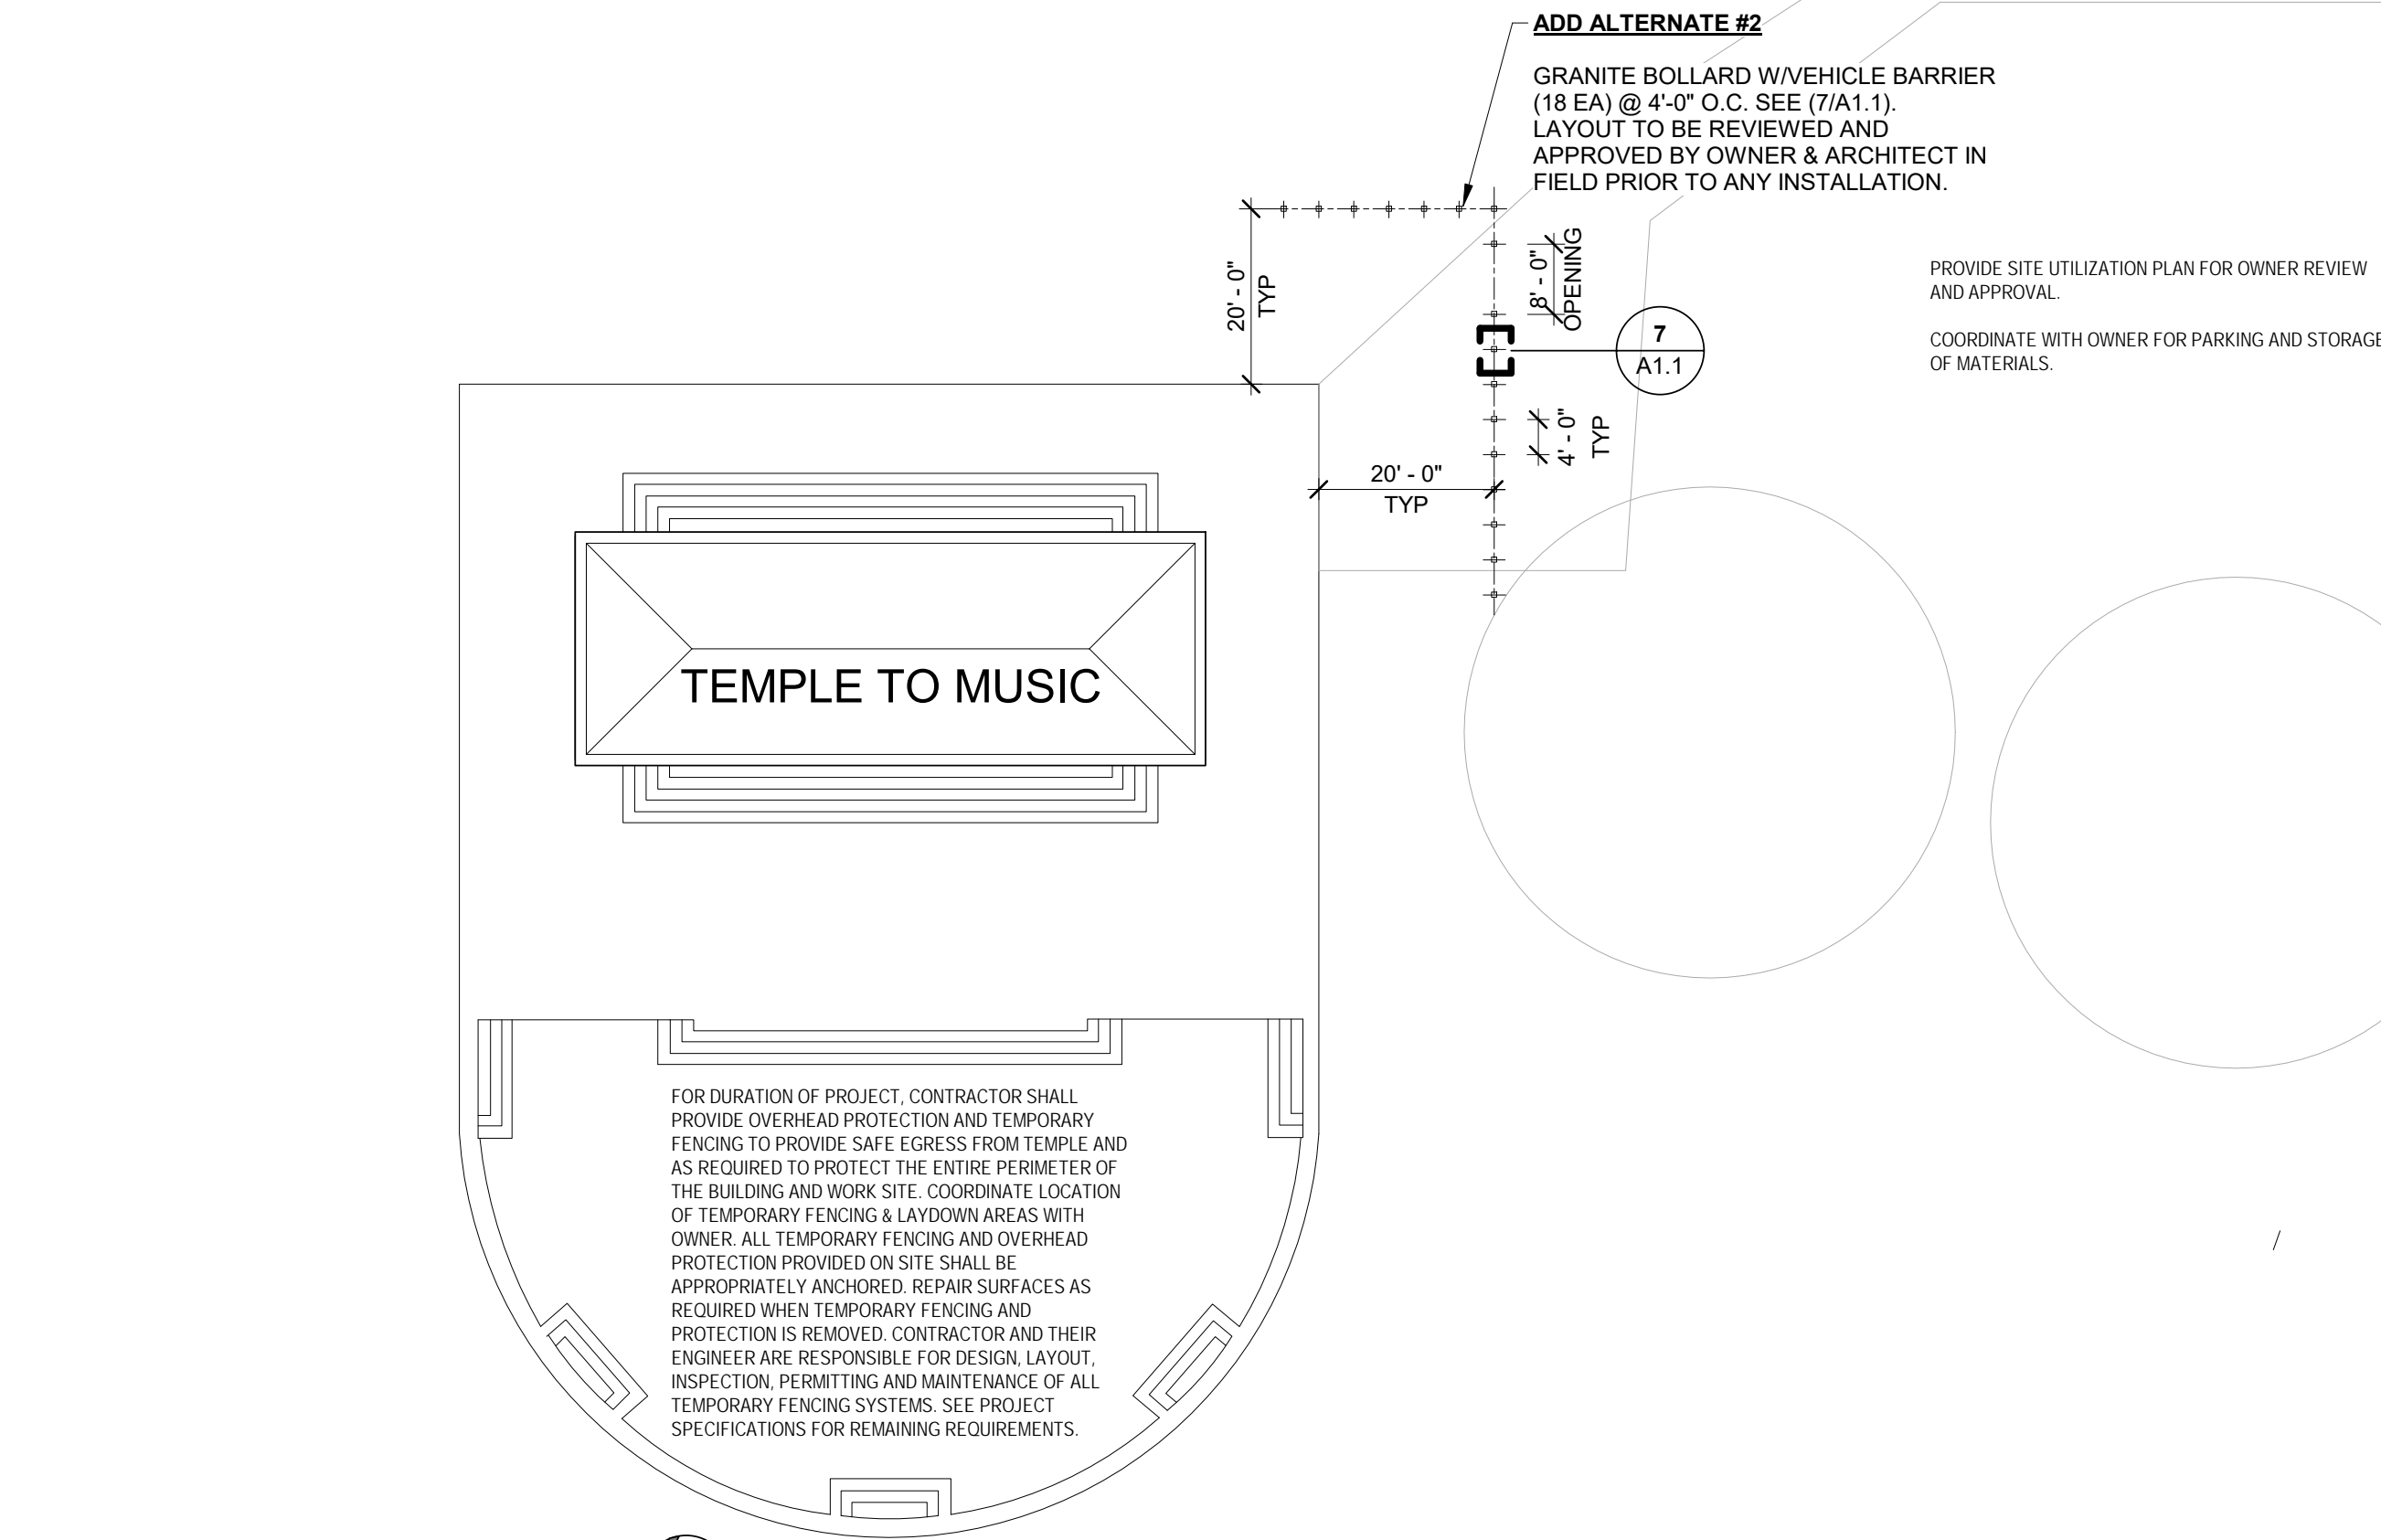 ADD ALTERNATE #2
GRANITE BOLLARD W/VEHICLE BARRIER
(18 EA) @ 4'-0" O.C. SEE (7/A1.1).
LAYOUT TO BE REVIEWED AND
APPROVED BY OWNER & ARCHITECT IN
FIELD PRIOR TO ANY INSTALLATION.
20' - 0"
TYP
8' - 0"
OPENING
7
A1.1
4' - 0"
TYP
20' - 0"
TYP
PROVIDE SITE UTILIZATION PLAN FOR OWNER REVIEW
AND APPROVAL.
COORDINATE WITH OWNER FOR PARKING AND STORAGE
OF MATERIALS.
TEMPLE TO MUSIC
FOR DURATION OF PROJECT, CONTRACTOR SHALL
PROVIDE OVERHEAD PROTECTION AND TEMPORARY
FENCING TO PROVIDE SAFE EGRESS FROM TEMPLE AND
AS REQUIRED TO PROTECT THE ENTIRE PERIMETER OF
THE BUILDING AND WORK SITE. COORDINATE LOCATION
OF TEMPORARY FENCING & LAYDOWN AREAS WITH
OWNER. ALL TEMPORARY FENCING AND OVERHEAD
PROTECTION PROVIDED ON SITE SHALL BE
APPROPRIATELY ANCHORED. REPAIR SURFACES AS
REQUIRED WHEN TEMPORARY FENCING AND
PROTECTION IS REMOVED. CONTRACTOR AND THEIR
ENGINEER ARE RESPONSIBLE FOR DESIGN, LAYOUT,
INSPECTION, PERMITTING AND MAINTENANCE OF ALL
TEMPORARY FENCING SYSTEMS. SEE PROJECT
SPECIFICATIONS FOR REMAINING REQUIREMENTS.